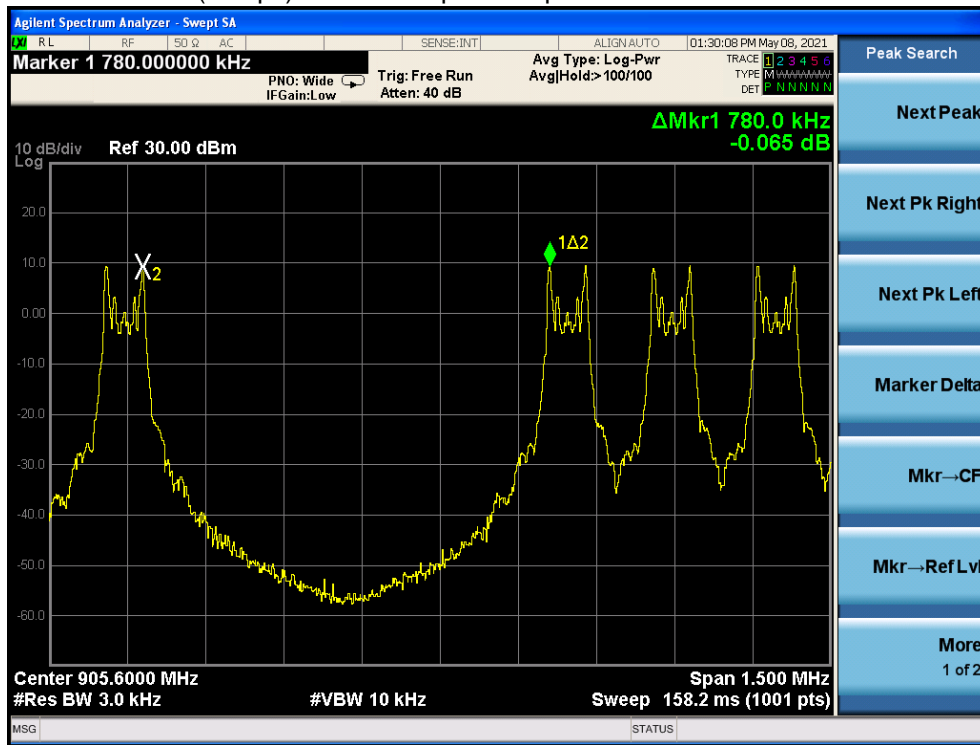 Agilent Spectrum Analyzer - Swept SA
LXI RL RF 50 Ω AC SENSE:INT ALIGNAUTO 01:30:08 PM May 08, 2021
Marker 1 780.000000 kHz
PNO: Wide
IFGain:Low
Trig: Free Run
Atten: 40 dB
Avg Type: Log-Pwr
Avg|Hold:>100/100
TRACE 1 2 3 4 5 6
TYPE M
DET P N N N N N
Peak Search
ΔMkr1 780.0 kHz
-0.065 dB
10 dB/div Ref 30.00 dBm
Log
20.0
10.0
0.00
-10.0
-20.0
-30.0
-40.0
-50.0
-60.0
2
1Δ2
Center 905.6000 MHz Span 1.500 MHz
#Res BW 3.0 kHz #VBW 10 kHz Sweep 158.2 ms (1001 pts)
MSG STATUS
Next Peak
Next Pk Right
Next Pk Left
Marker Delta
Mkr→CF
Mkr→Ref Lvl
More
1 of 2